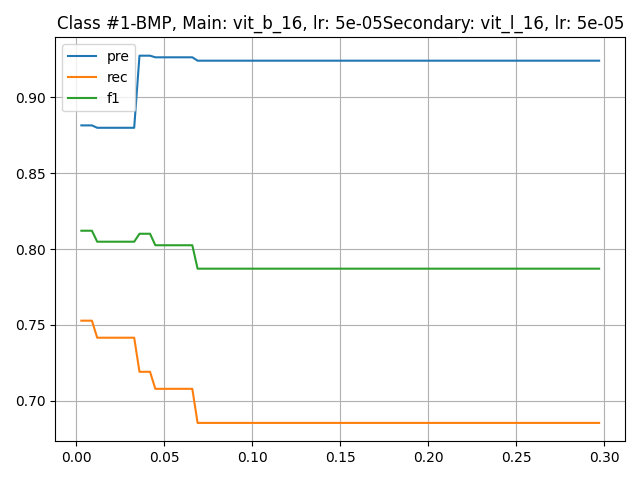 Class #1-BMP, Main: vit_b_16, lr: 5e-05Secondary: vit_l_16, lr: 5e-05
pre
rec
f1
0.90
0.85
0.80
0.75
0.70
0.00 0.05 0.10 0.15 0.20 0.25 0.30